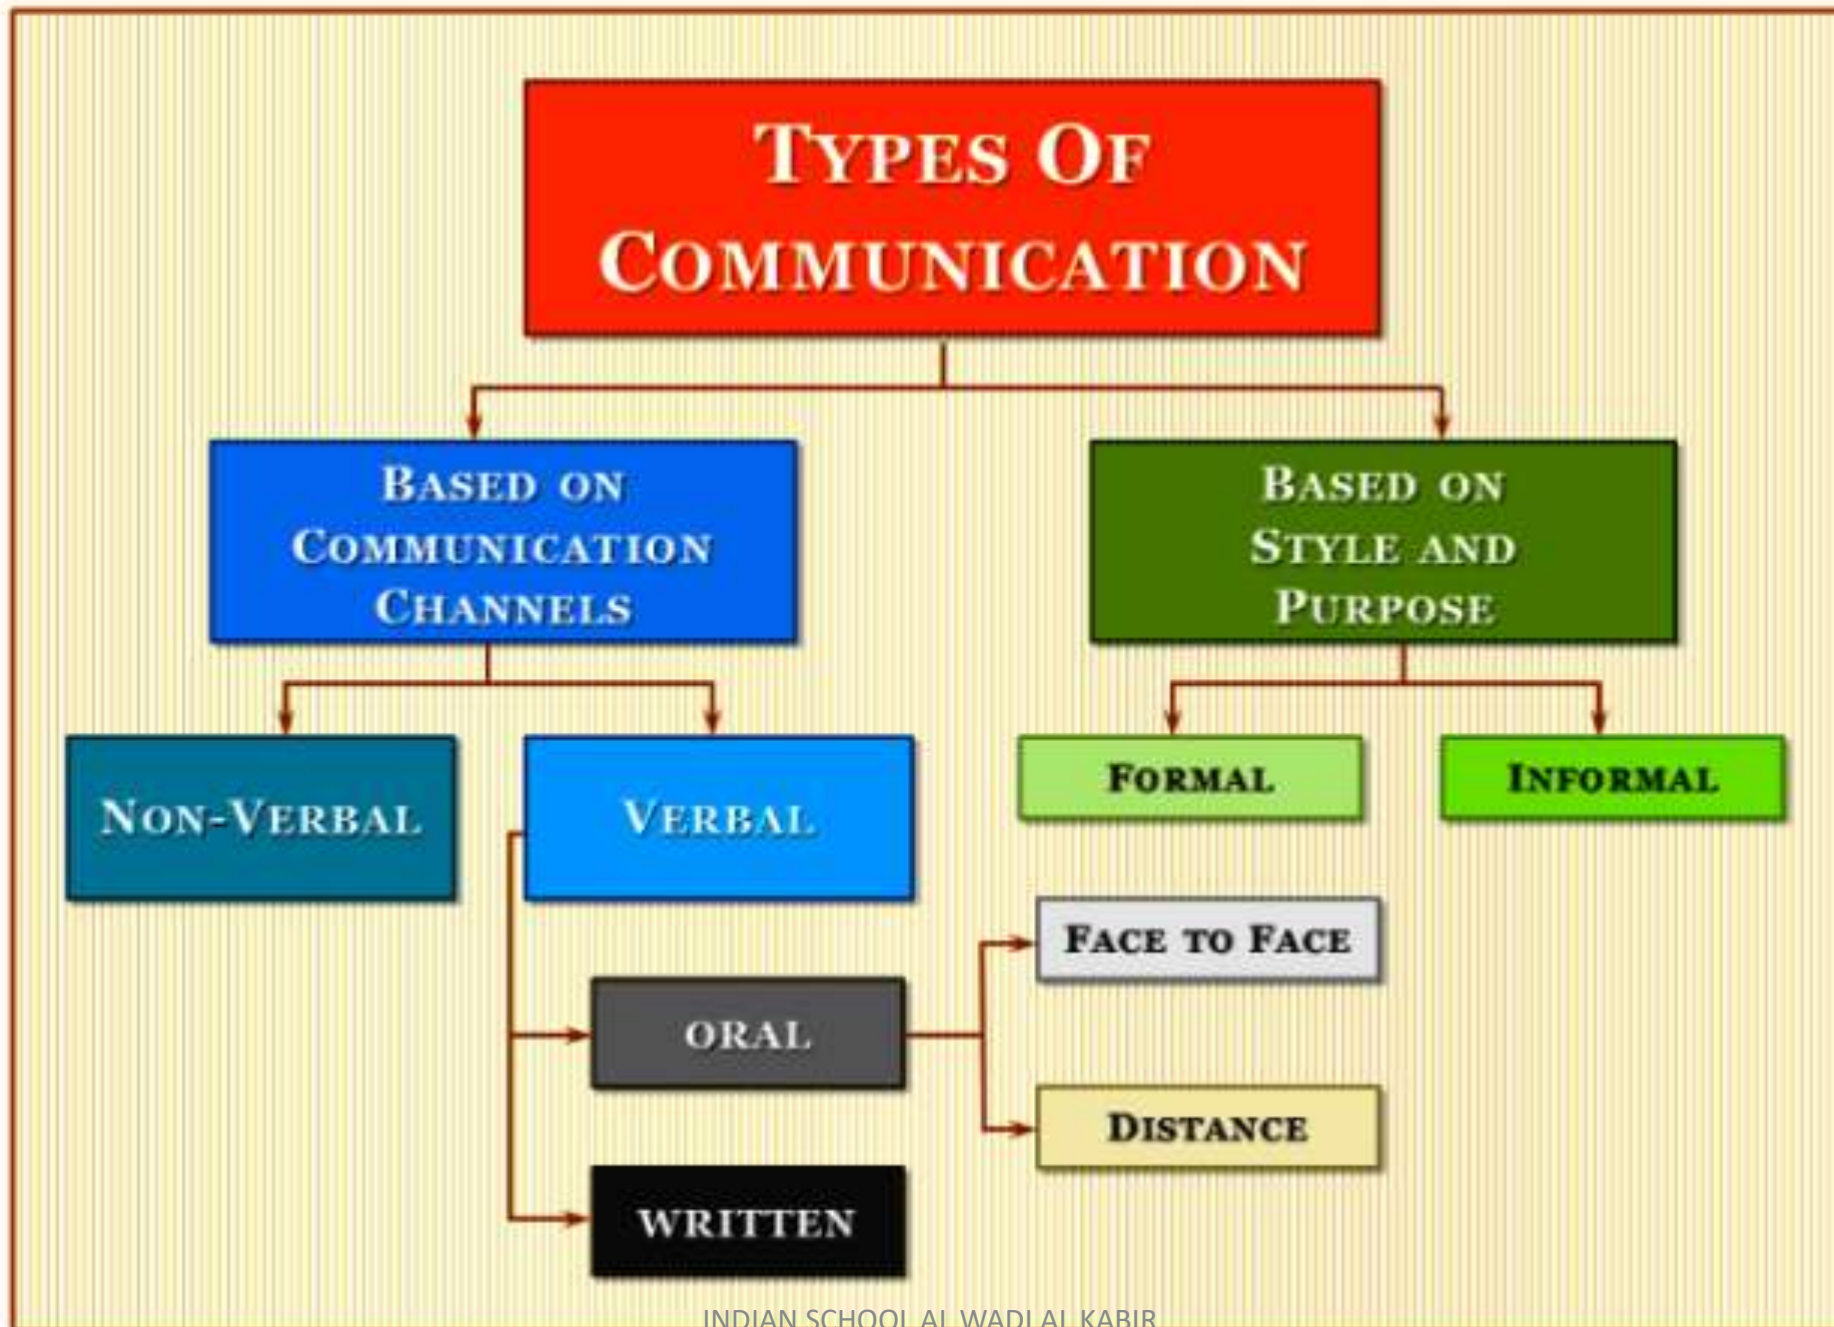 TYPES OF
COMMUNICATION
BASED ON
COMMUNICATION
CHANNELS
BASED ON
STYLE AND
PURPOSE
NON-VERBAL
VERBAL
FORMAL
INFORMAL
FACE TO FACE
ORAL
DISTANCE
WRITTEN
INDIAN SCHOOL AL WADI AL KABIR